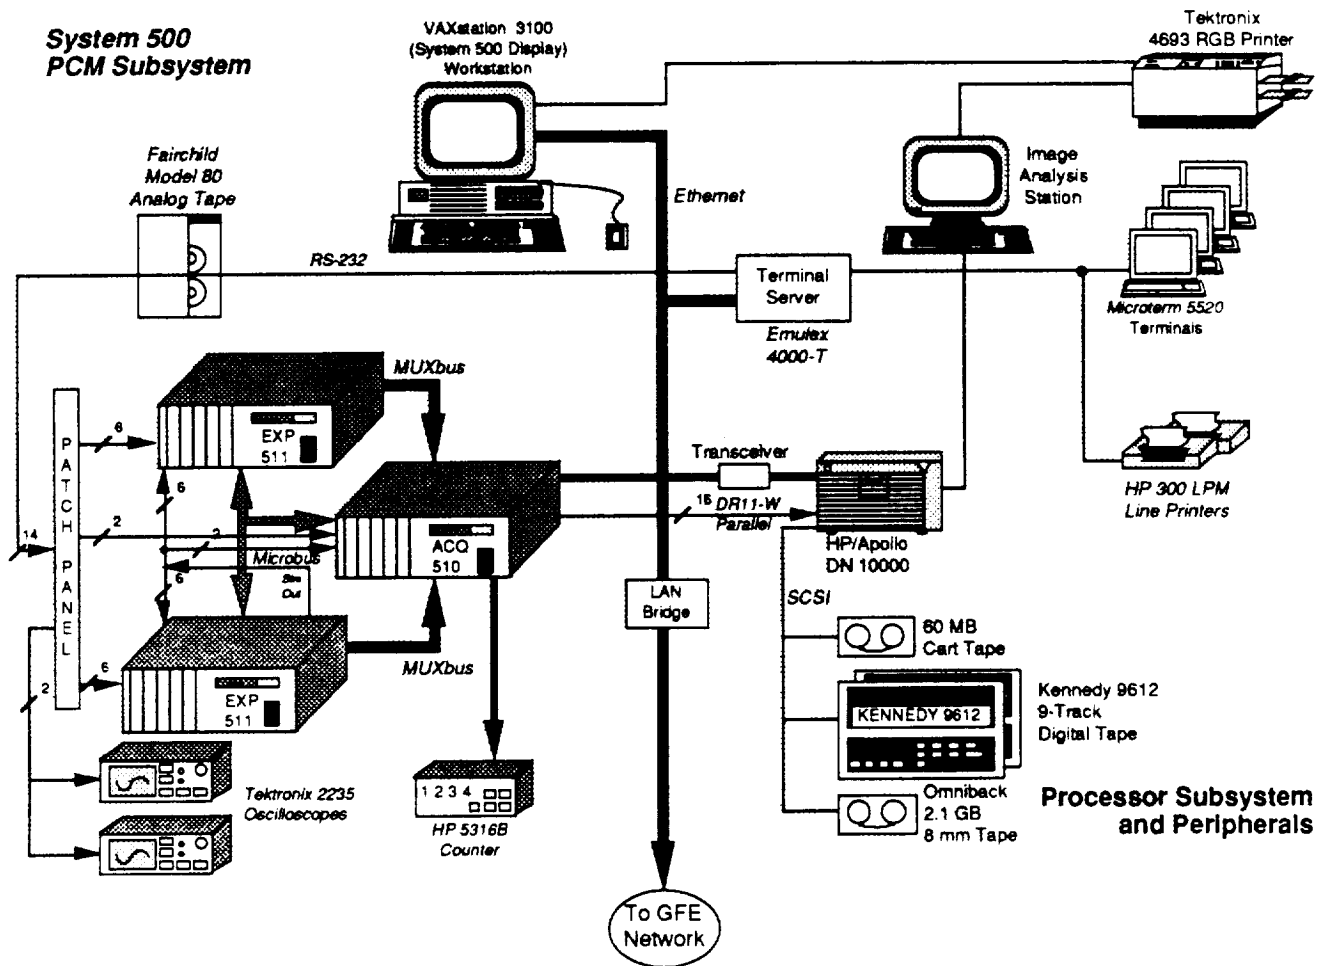 System 500
PCM Subsystem
VAXstation 3100
(System 500 Display)
Workstation
Tektronix
4693 RGB Printer
Fairchild
Model 80
Analog Tape
Ethernet
Image
Analysis
Station
RS-232
Terminal
Server
Emulex
4000-T
Microterm 5520
Terminals
MUXbus
PATCH PANEL
6
EXP
511
6
14
2
2
Microbus
ACQ
510
Transceiver
16
DR11-W
Parallel
HP/Apollo
DN 10000
HP 300 LPM
Line Printers
6
Out
LAN
Bridge
SCSI
MUXbus
6
2
EXP
511
60 MB
Cart Tape
KENNEDY 9612
Kennedy 9612
9-Track
Digital Tape
Tektronix 2235
Oscilloscopes
1 2 3 4
HP 5316B
Counter
Omniback
2.1 GB
8 mm Tape
Processor Subsystem
and Peripherals
To GFE
Network